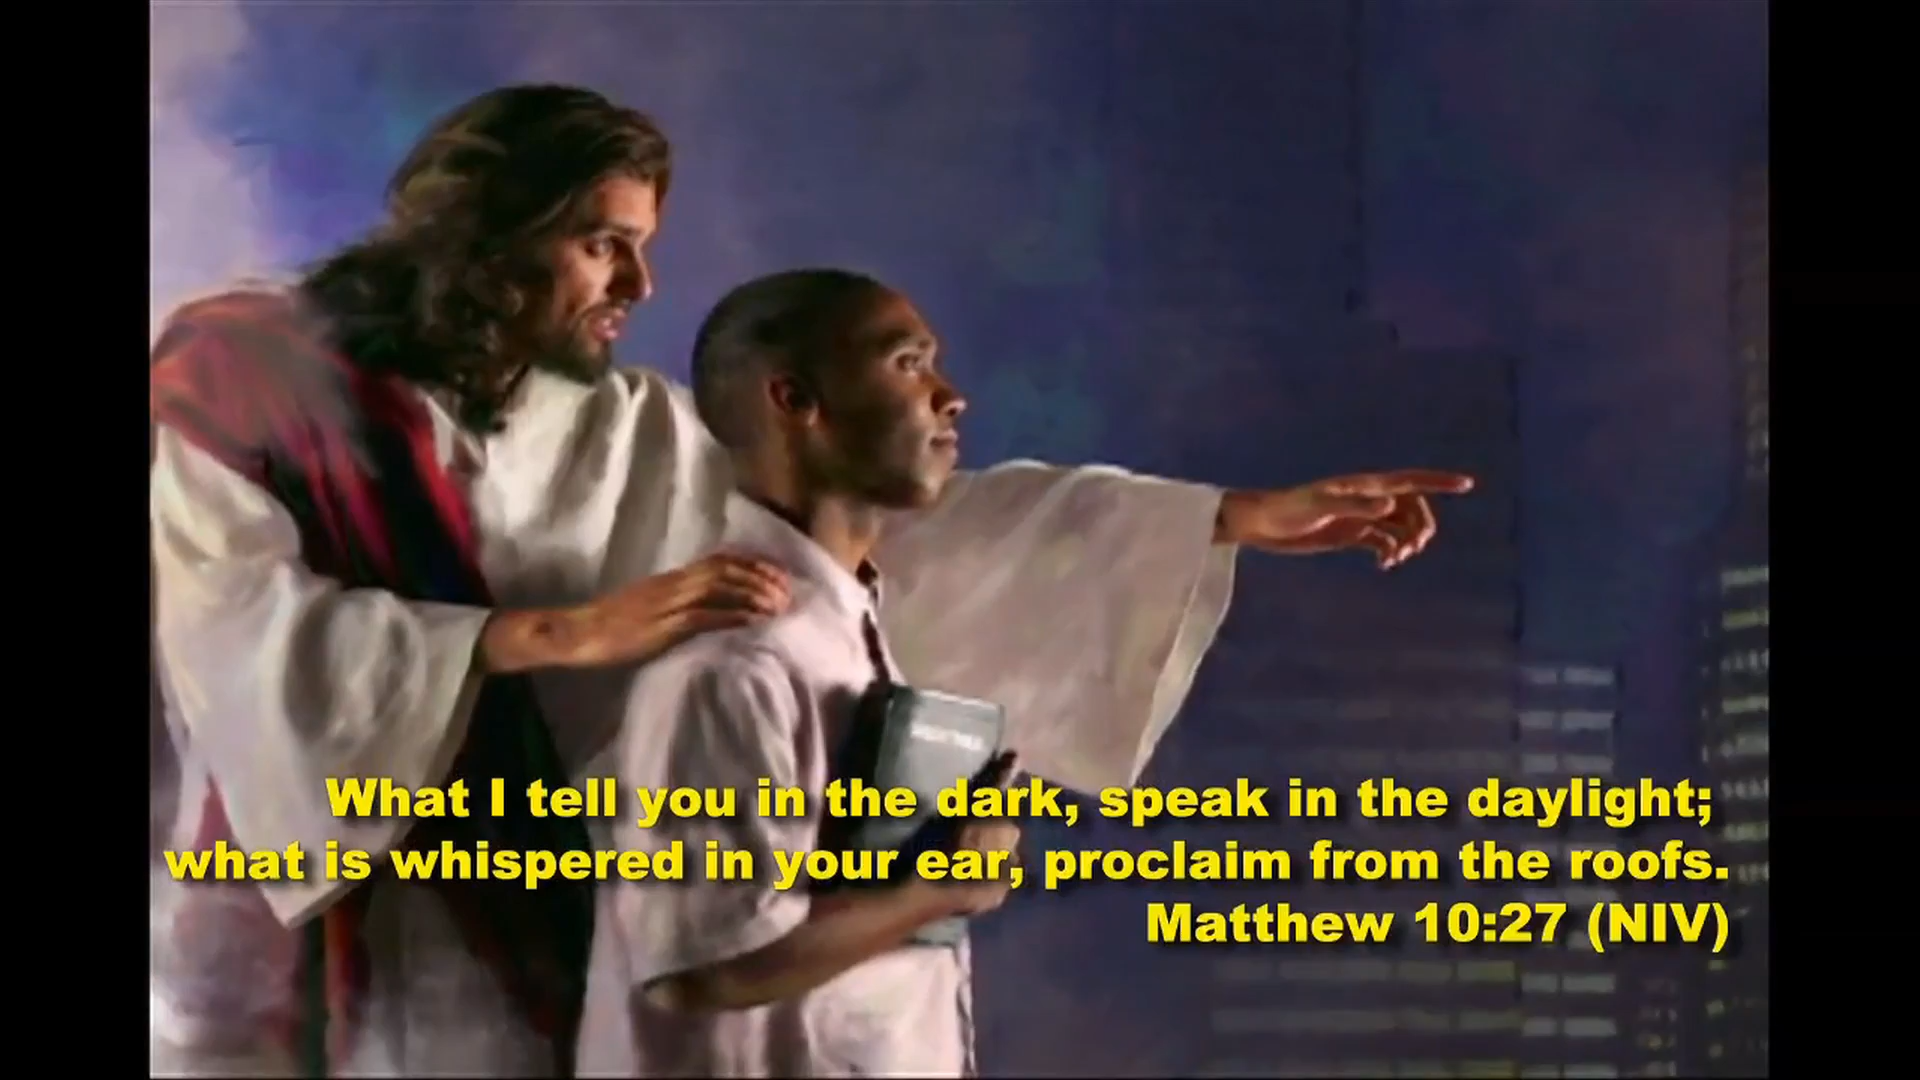 What I tell you in the dark, speak in the daylight;
what is whispered in your ear, proclaim from the roofs.
Matthew 10:27 (NIV)